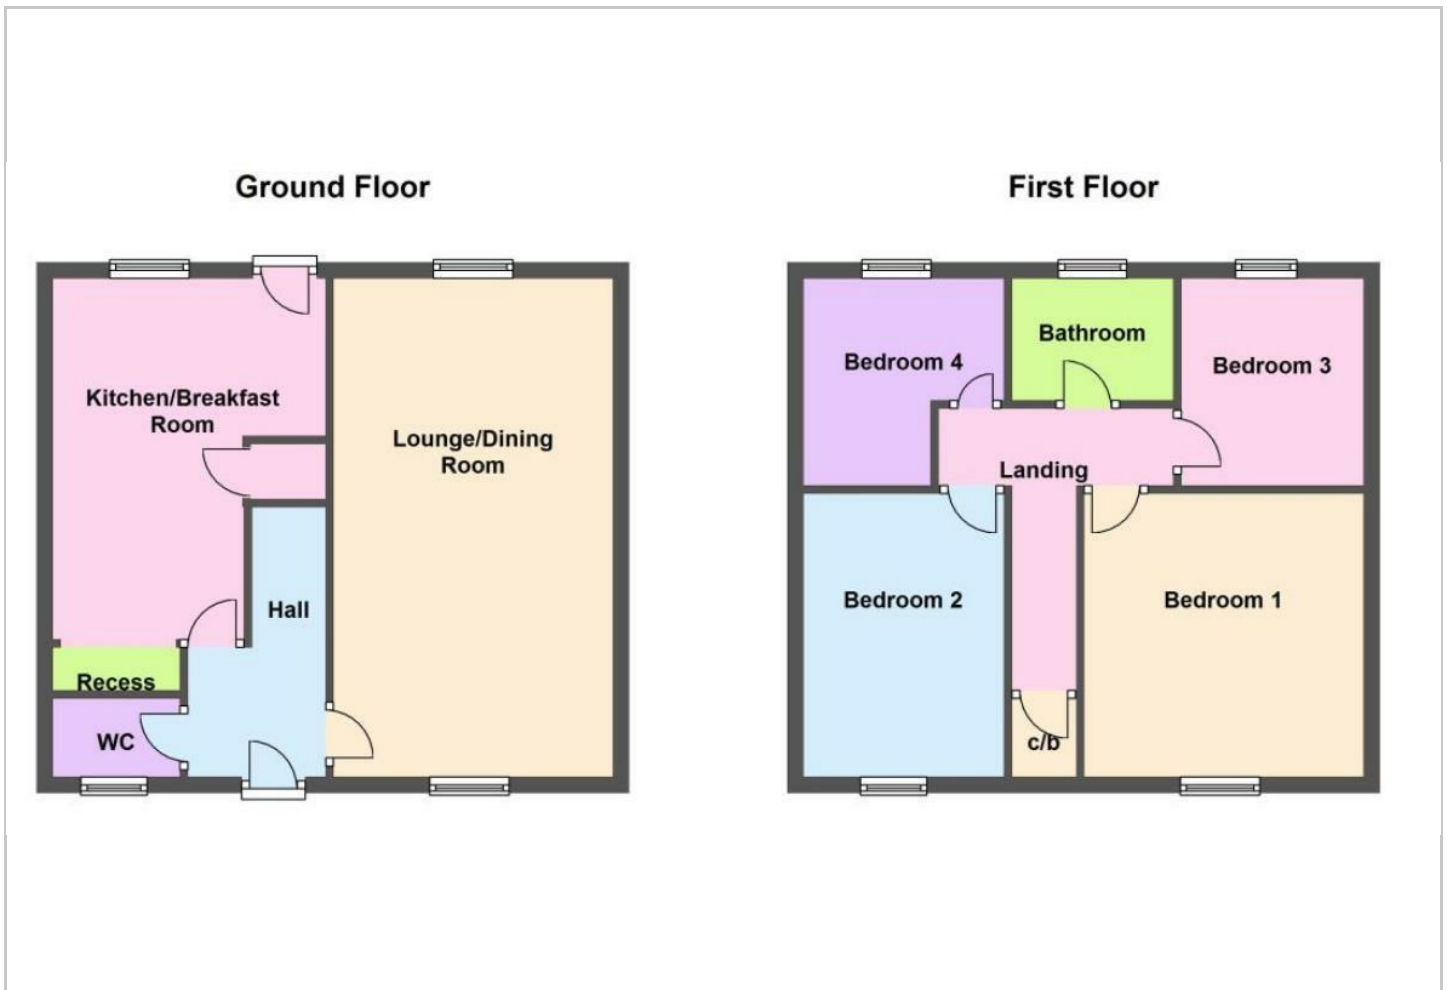 Ground Floor
Kitchen/Breakfast
Room
Lounge/Dining
Room
Hall
Recess
WC
First Floor
Bedroom 4
Bathroom
Bedroom 3
Landing
Bedroom 2
Bedroom 1
c/b